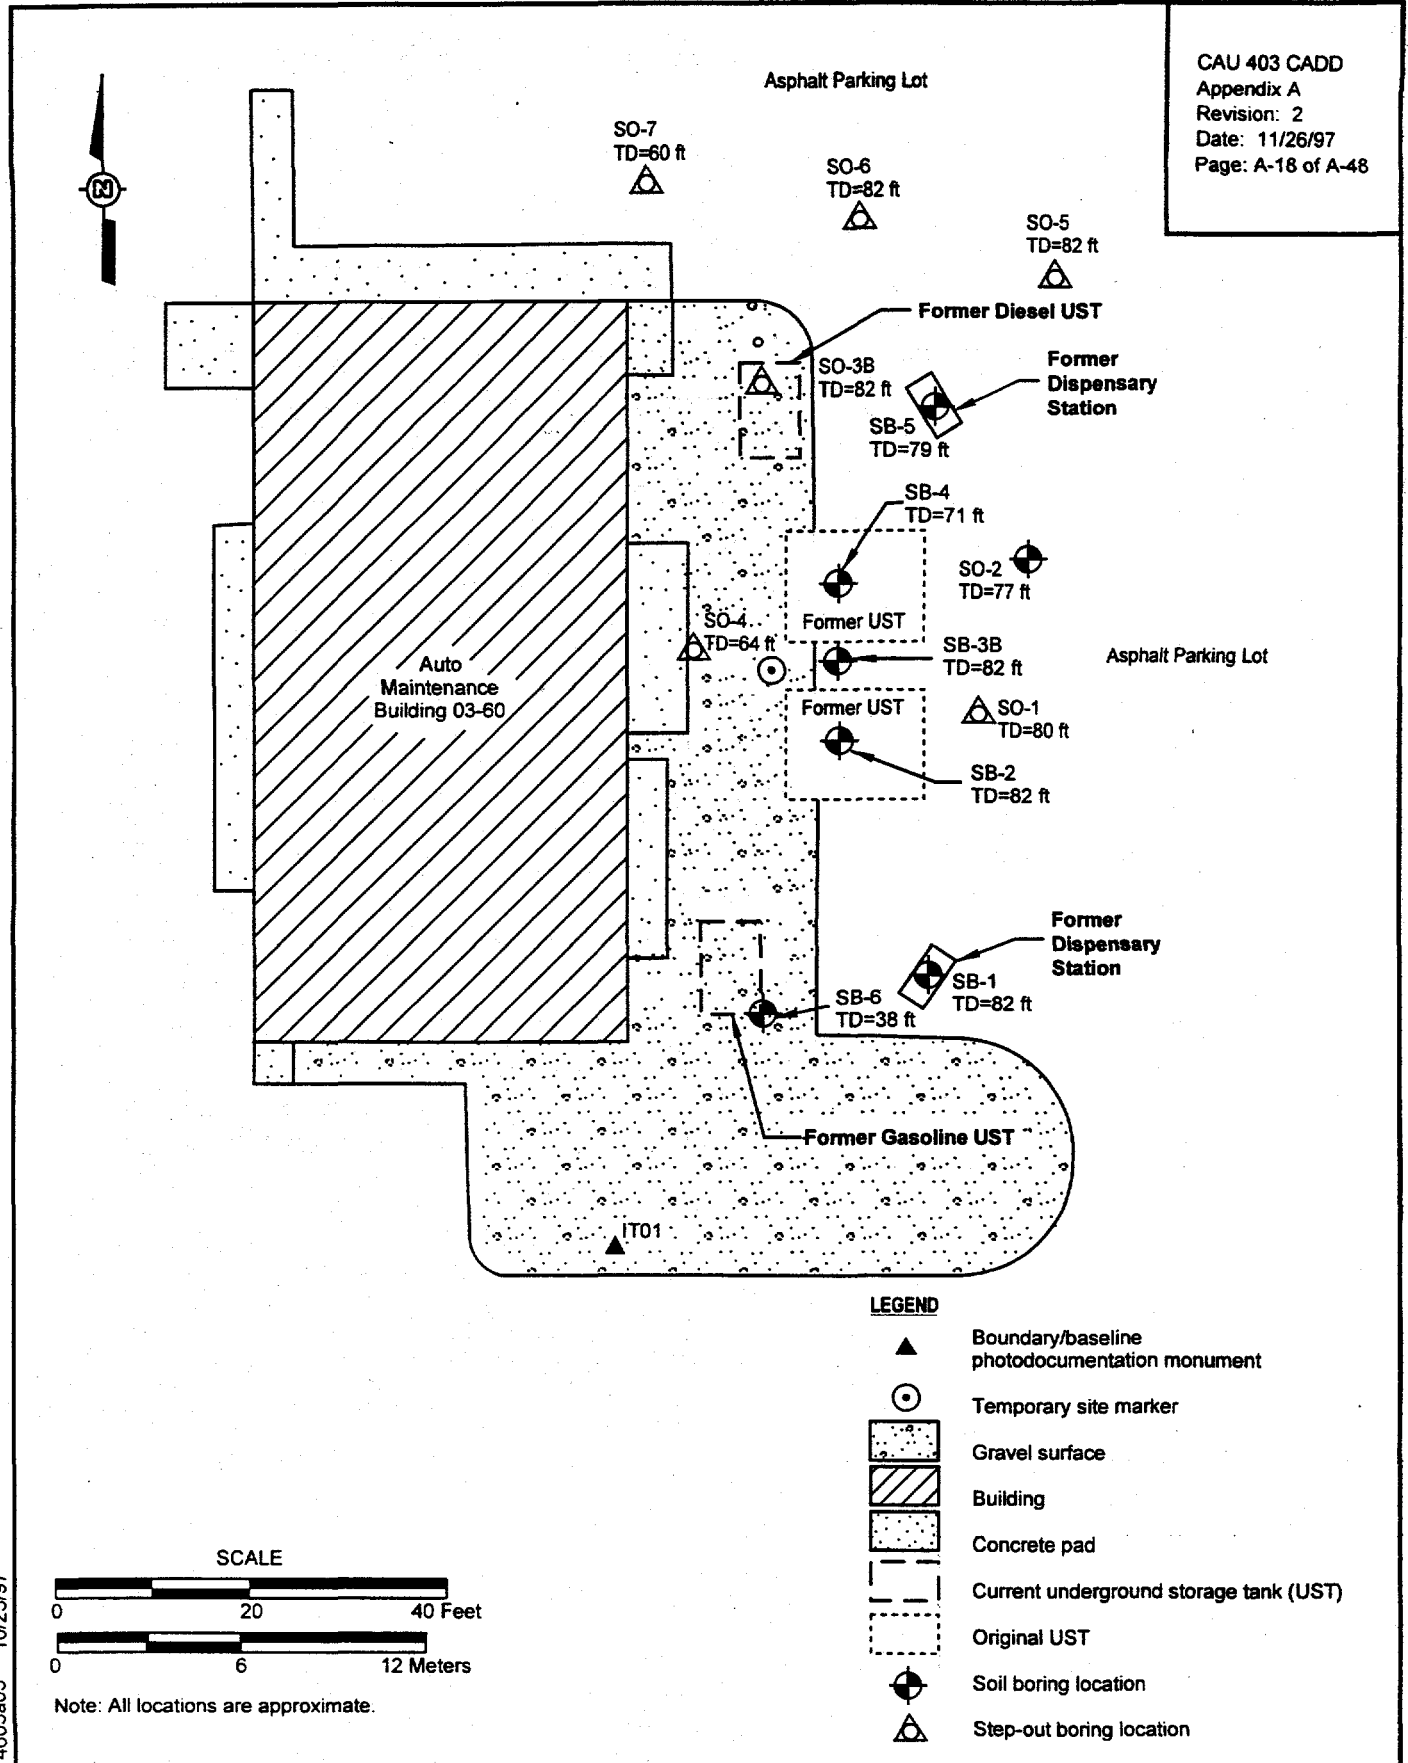 CAU 403 CADD
Appendix A
Revision: 2
Date: 11/26/97
Page: A-18 of A-48
Asphalt Parking Lot
N
SO-7
TD=60 ft
SO-6
TD=82 ft
SO-5
TD=82 ft
Former Diesel UST
SO-3B
TD=82 ft
Former
Dispensary
Station
SB-5
TD=79 ft
SB-4
TD=71 ft
SO-2
TD=77 ft
Former UST
SO-4
TD=64 ft
SB-3B
TD=82 ft
Asphalt Parking Lot
Auto
Maintenance
Building 03-60
Former UST
SO-1
TD=80 ft
SB-2
TD=82 ft
Former
Dispensary
Station
SB-1
TD=82 ft
SB-6
TD=38 ft
Former Gasoline UST
IT01
LEGEND
Boundary/baseline
photodocumentation monument
Temporary site marker
Gravel surface
Building
Concrete pad
Current underground storage tank (UST)
Original UST
Soil boring location
Step-out boring location
SCALE
0 20 40 Feet
0 6 12 Meters
Note: All locations are approximate.